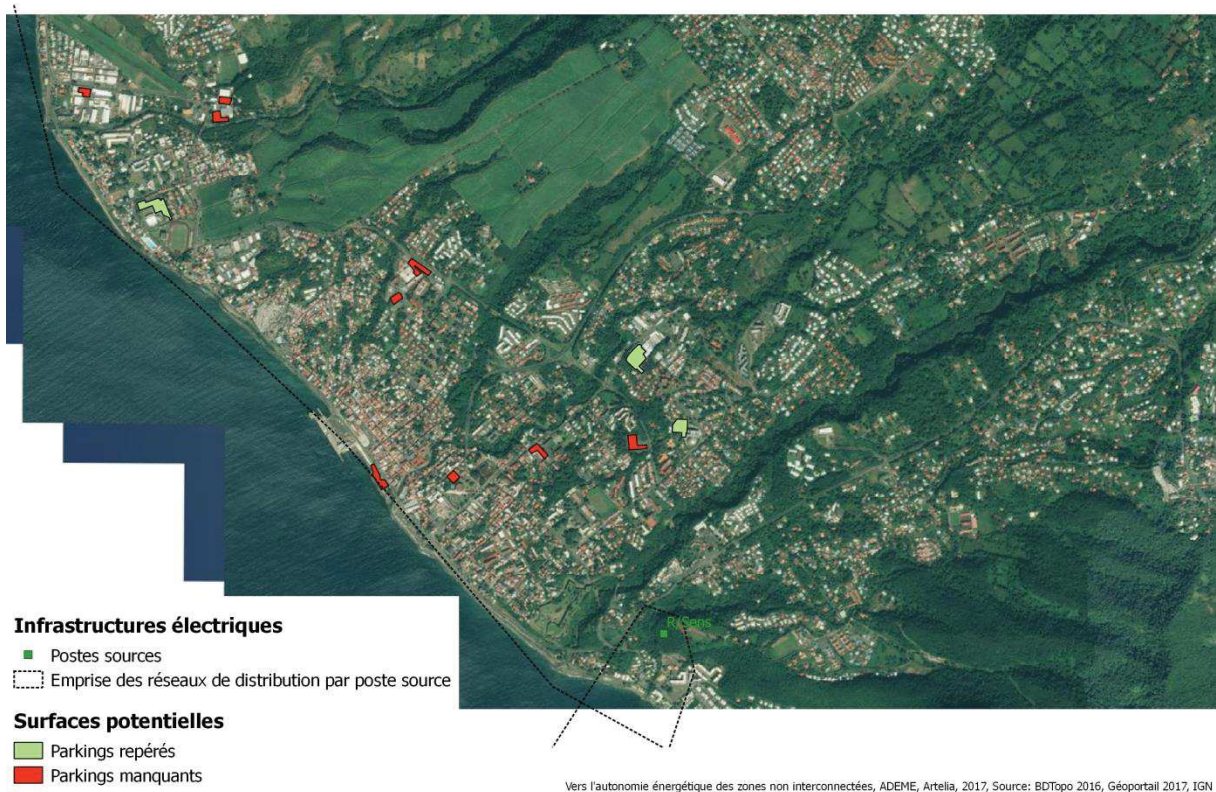 R.Sens
Infrastructures électriques
Postes sources
Emprise des réseaux de distribution par poste source
Surfaces potentielles
Parkings repérés
Parkings manquants
Vers l'autonomie énergétique des zones non interconnectées, ADEME, Artelia, 2017, Source: BDTopo 2016, Géoportail 2017, IGN